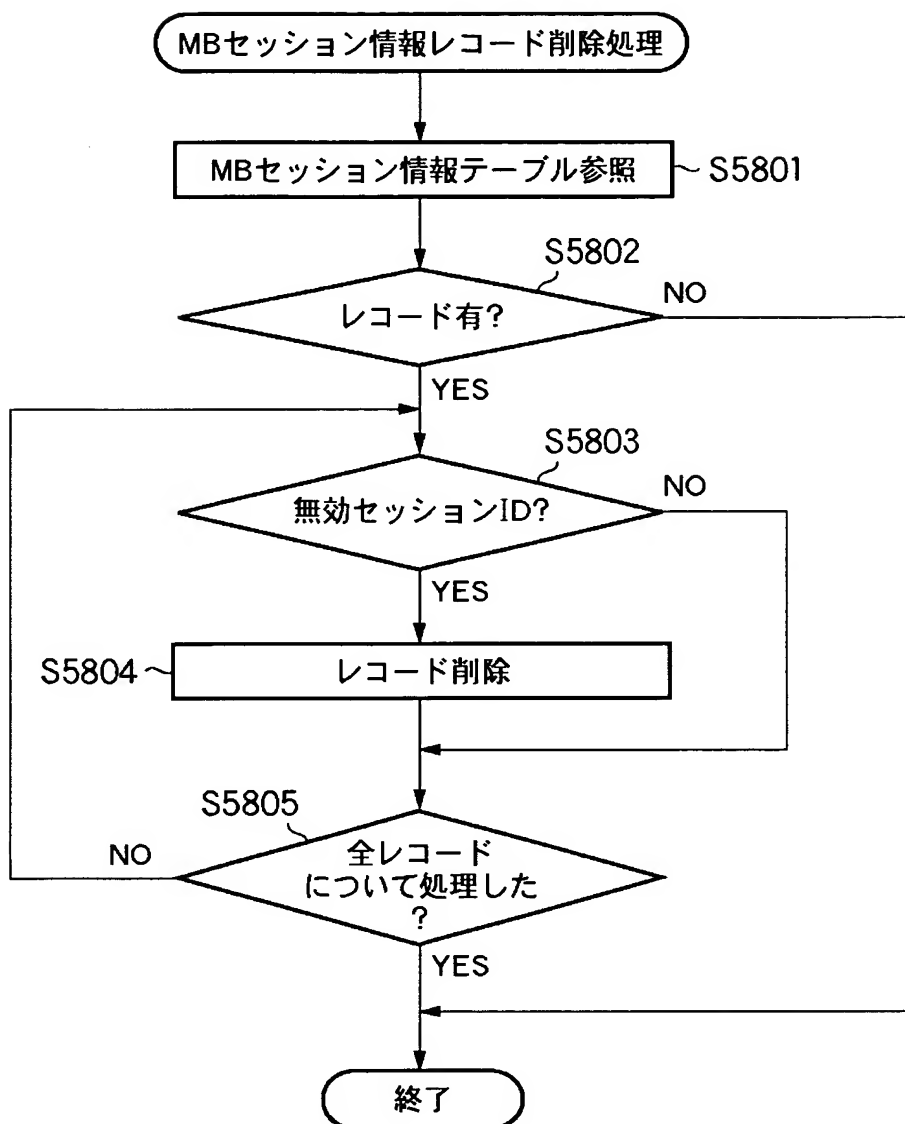 MBセッション情報レコード削除処理
MBセッション情報テーブル参照
S5801
S5802
レコード有?
NO
YES
S5803
無効セッションID?
NO
YES
S5804
レコード削除
S5805
全レコード
について処理した
?
NO
YES
終了